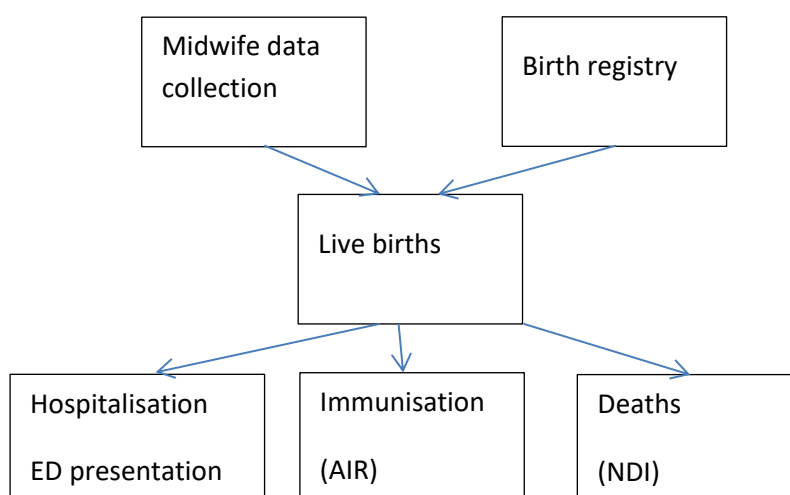 Midwife data
collection
Birth registry
Live births
Hospitalisation
ED presentation
Immunisation
(AIR)
Deaths
(NDI)